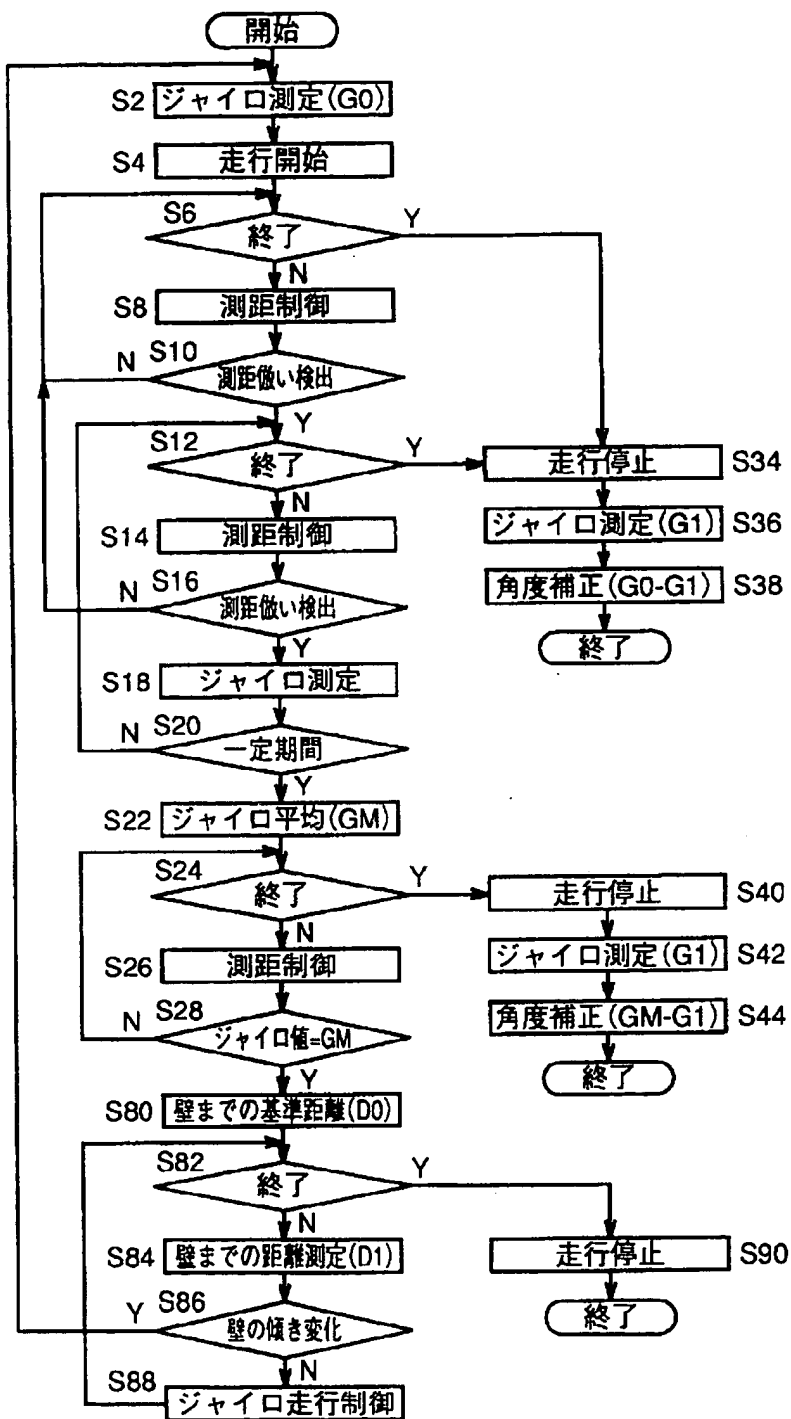 開始
S2 ジャイロ測定(G0)
S4 走行開始
S6 終了 Y
N
S8 測距制御
N S10 測距倣い検出
Y
S12 終了 Y
走行停止 S34
N
S14 測距制御
ジャイロ測定(G1) S36
N S16 測距倣い検出
角度補正(G0-G1) S38
Y
終了
S18 ジャイロ測定
N S20 一定期間
Y
S22 ジャイロ平均(GM)
S24 終了 Y
走行停止 S40
N
S26 測距制御
ジャイロ測定(G1) S42
N S28 ジャイロ値=GM
角度補正(GM-G1) S44
Y
終了
S80 壁までの基準距離(D0)
S82 終了 Y
N
S84 壁までの距離測定(D1)
走行停止 S90
Y S86 壁の傾き変化
終了
N
S88 ジャイロ走行制御